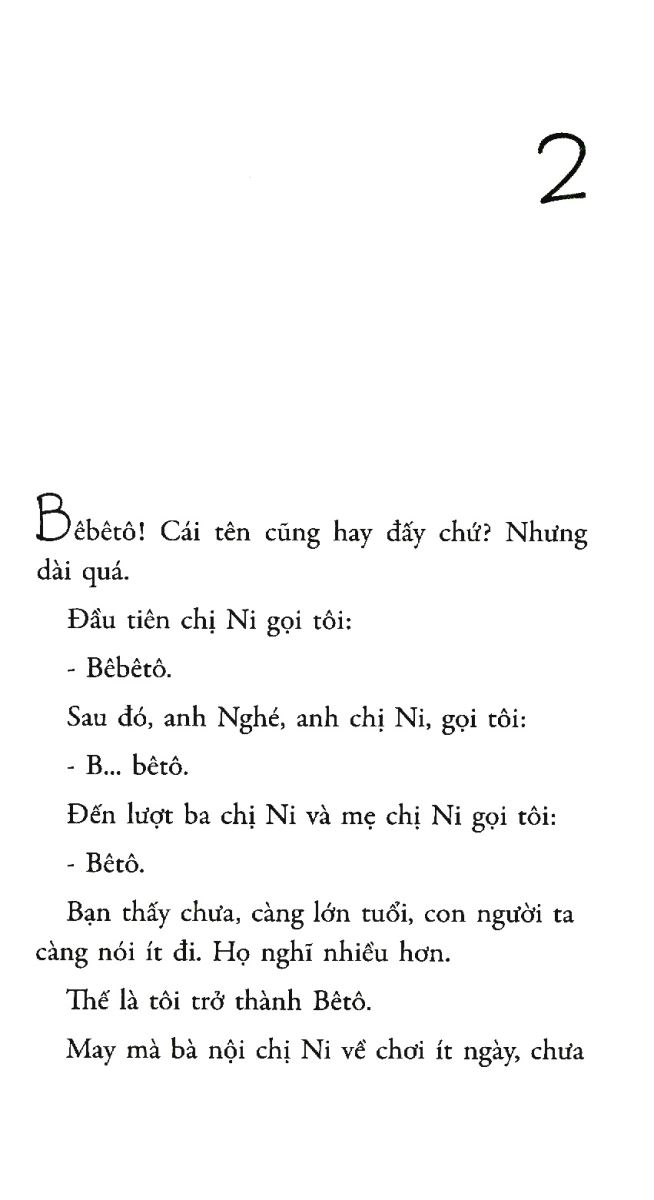 2
Bêbêtô! Cái tên cũng hay đấy chứ? Nhưng
dài quá.
Đầu tiên chị Ni gọi tôi:
- Bêbêtô.
Sau đó, anh Nghé, anh chị Ni, gọi tôi:
- B... bêtô.
Đến lượt ba chị Ni và mẹ chị Ni gọi tôi:
- Bêtô.
Bạn thấy chưa, càng lớn tuổi, con người ta
càng nói ít đi. Họ nghĩ nhiều hơn.
Thế là tôi trở thành Bêtô.
May mà bà nội chị Ni về chơi ít ngày, chưa